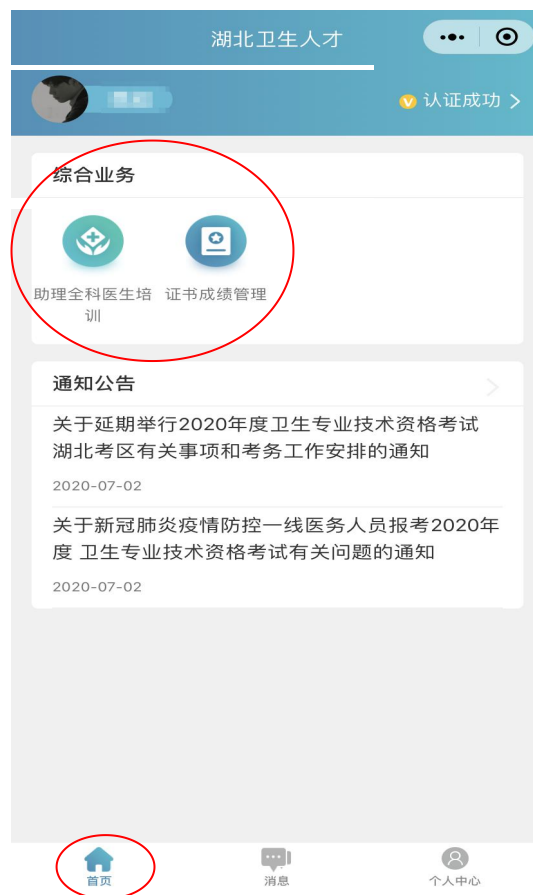 湖北卫生人才
认证成功
综合业务
助理全科医生培
训
证书成绩管理
通知公告
关于延期举行2020年度卫生专业技术资格考试
湖北考区有关事项和考务工作安排的通知
2020-07-02
关于新冠肺炎疫情防控一线医务人员报考2020年
度 卫生专业技术资格考试有关问题的通知
2020-07-02
首页
消息
个人中心